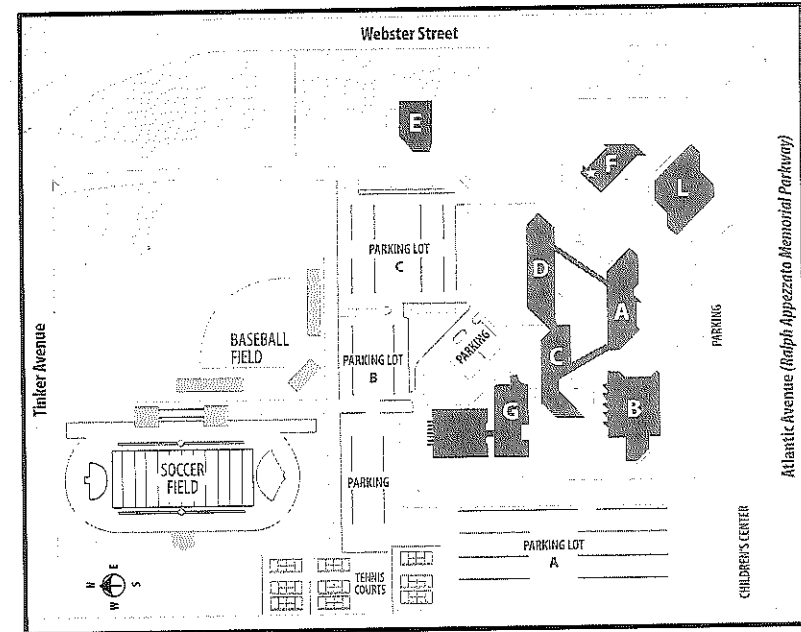 Webster Street
E
F
L
PARKING LOT
C
D
A
Atlantic Avenue (Ralph Appezzato Memorial Parkway)
Tinker Avenue
BASEBALL
FIELD
PARKING LOT
B
PARKING
C
PARKING
G
B
SOCCER
FIELD
PARKING
PARKING LOT
A
TENNIS
COURTS
CHILDREN'S CENTER
N
E
S
W